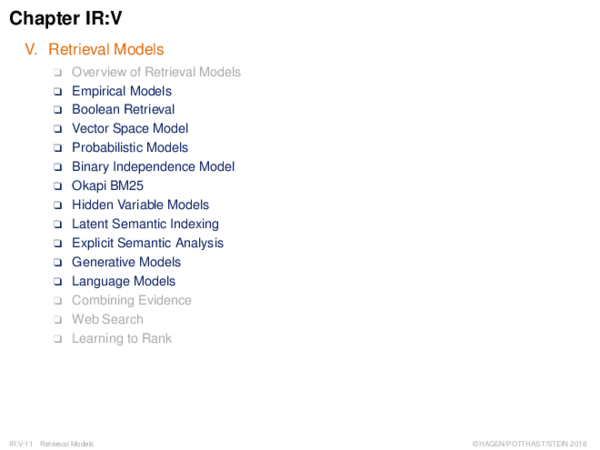 Chapter IR:V
V. Retrieval Models
❑ Overview of Retrieval Models
❑ Empirical Models
❑ Boolean Retrieval
❑ Vector Space Model
❑ Probabilistic Models
❑ Binary Independence Model
❑ Okapi BM25
❑ Hidden Variable Models
❑ Latent Semantic Indexing
❑ Explicit Semantic Analysis
❑ Generative Models
❑ Language Models
❑ Combining Evidence
❑ Web Search
❑ Learning to Rank
IR:V-11 Retrieval Models ©HAGEN/POTTHAST/STEIN 2018